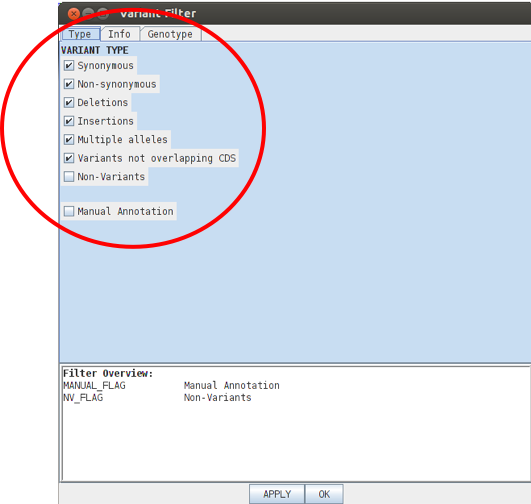 Variant Filter
Type Info Genotype
VARIANT TYPE
Synonymous
Non-synonymous
Deletions
Insertions
Multiple alleles
Variants not overlapping CDS
Non-Variants
Manual Annotation
Filter Overview:
MANUAL_FLAG Manual Annotation
NV_FLAG Non-Variants
APPLY OK